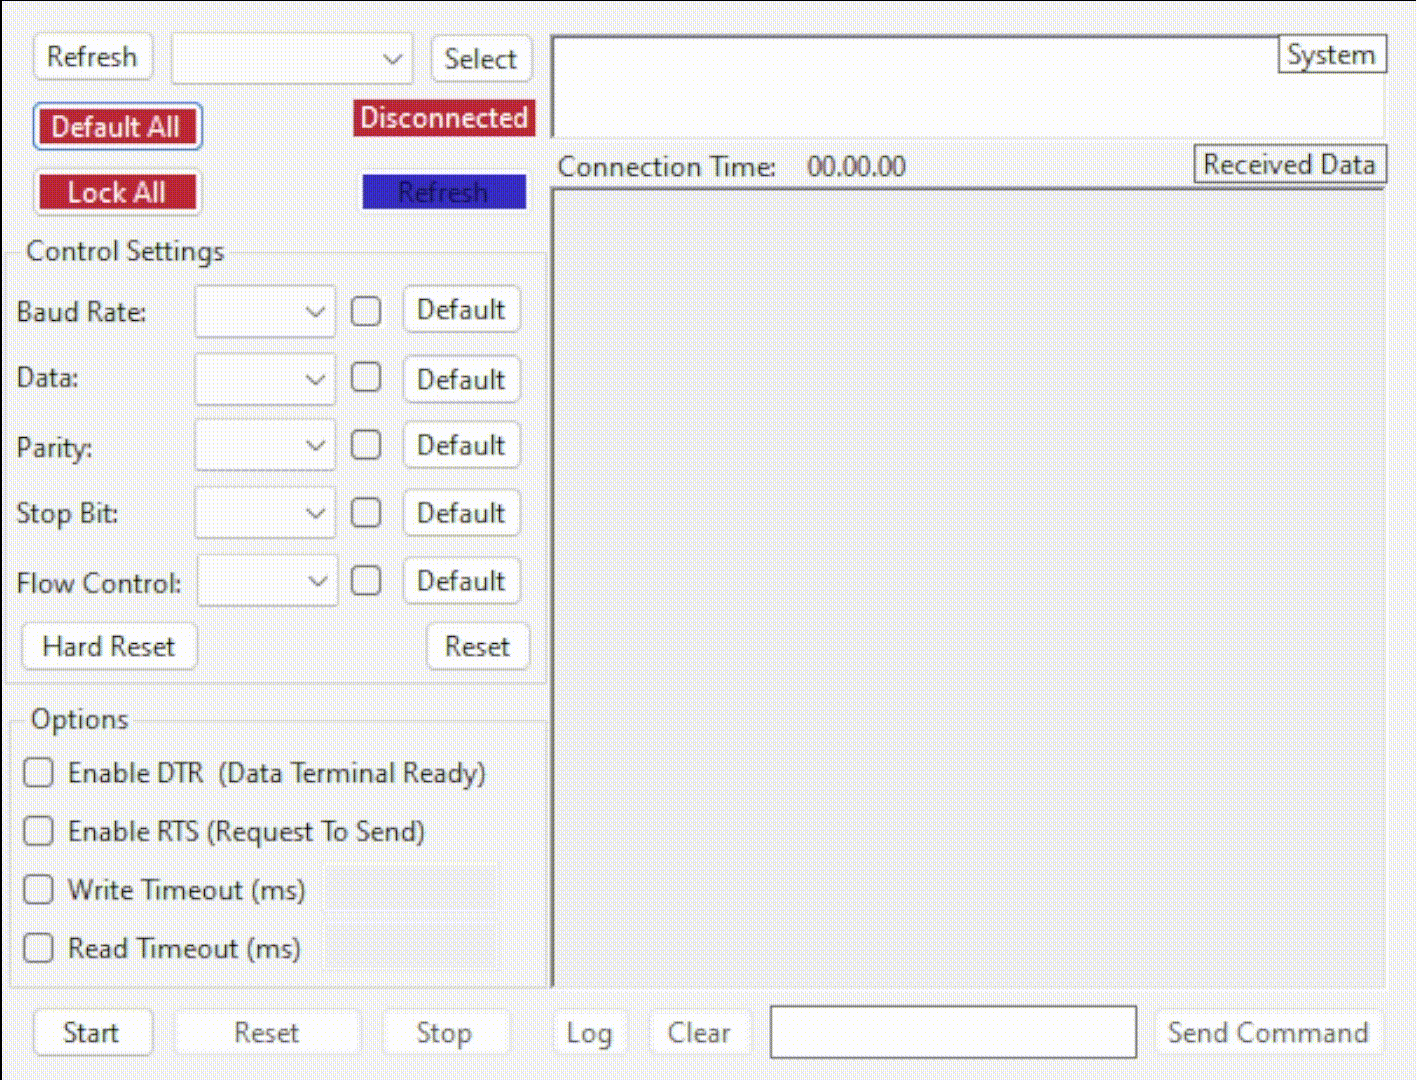 Refresh
Select
System
Default All
Disconnected
Connection Time: 00.00.00
Received Data
Lock All
Refresh
Control Settings
Baud Rate:
Default
Data:
Default
Parity:
Default
Stop Bit:
Default
Flow Control:
Default
Hard Reset
Reset
Options
Enable DTR (Data Terminal Ready)
Enable RTS (Request To Send)
Write Timeout (ms)
Read Timeout (ms)
Start
Reset
Stop
Log
Clear
Send Command